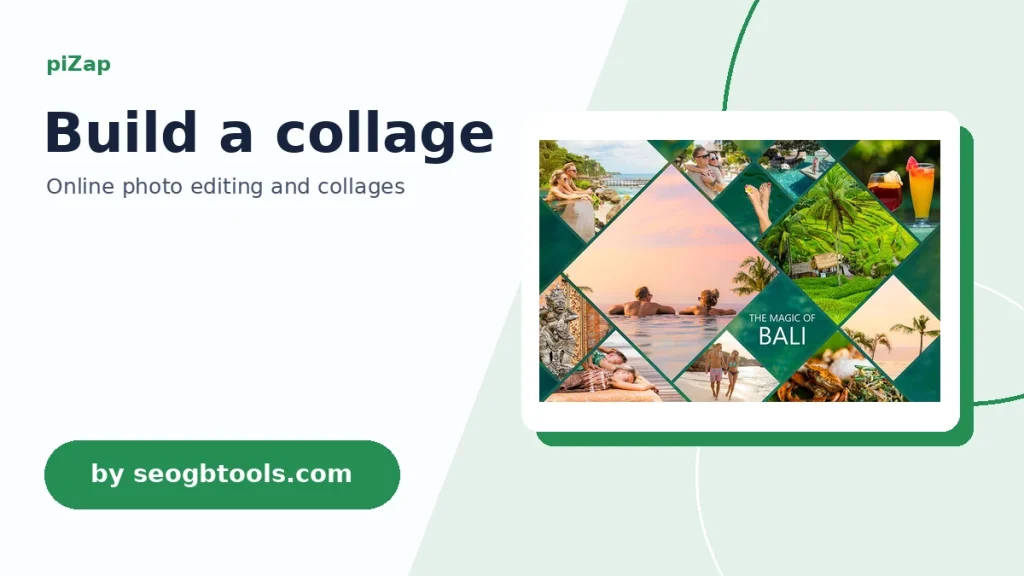 piZap
Build a collage
Online photo editing and collages
THE MAGIC OF
BALI
by seogbtools.com